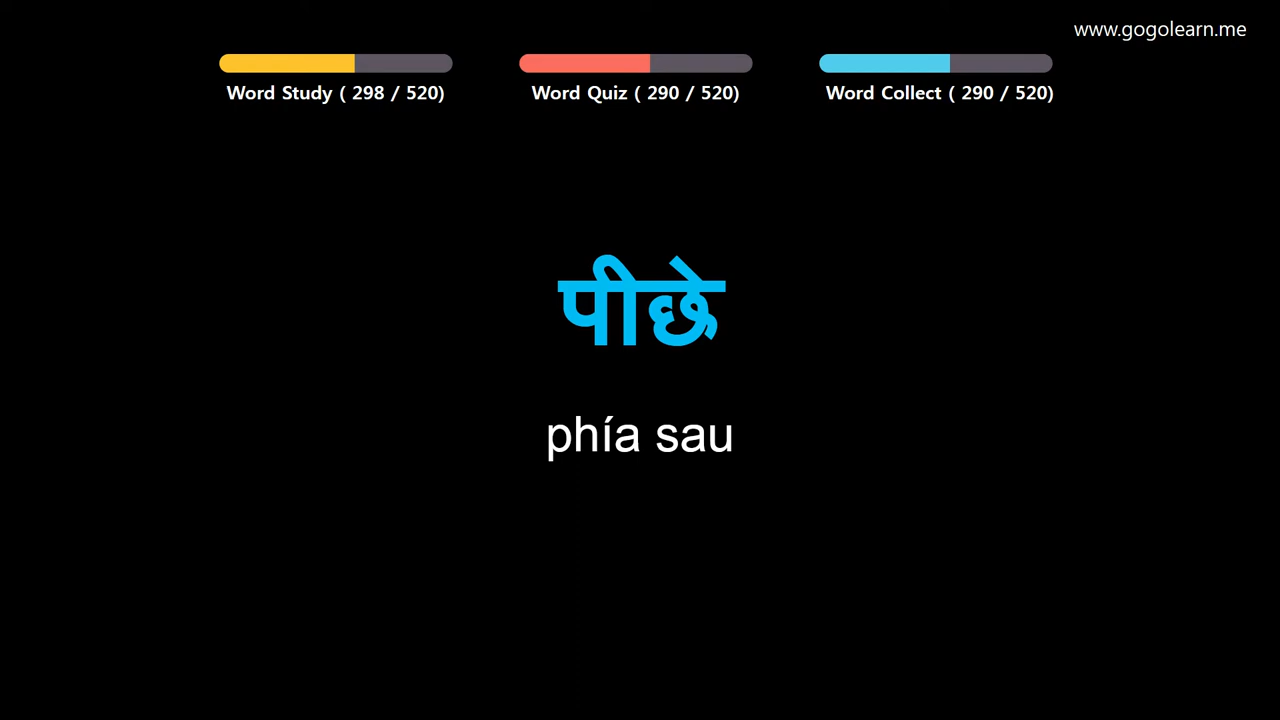 www.gogolearn.me
Word Study ( 298 / 520)
Word Quiz ( 290 / 520)
Word Collect ( 290 / 520)
पीछे
phía sau